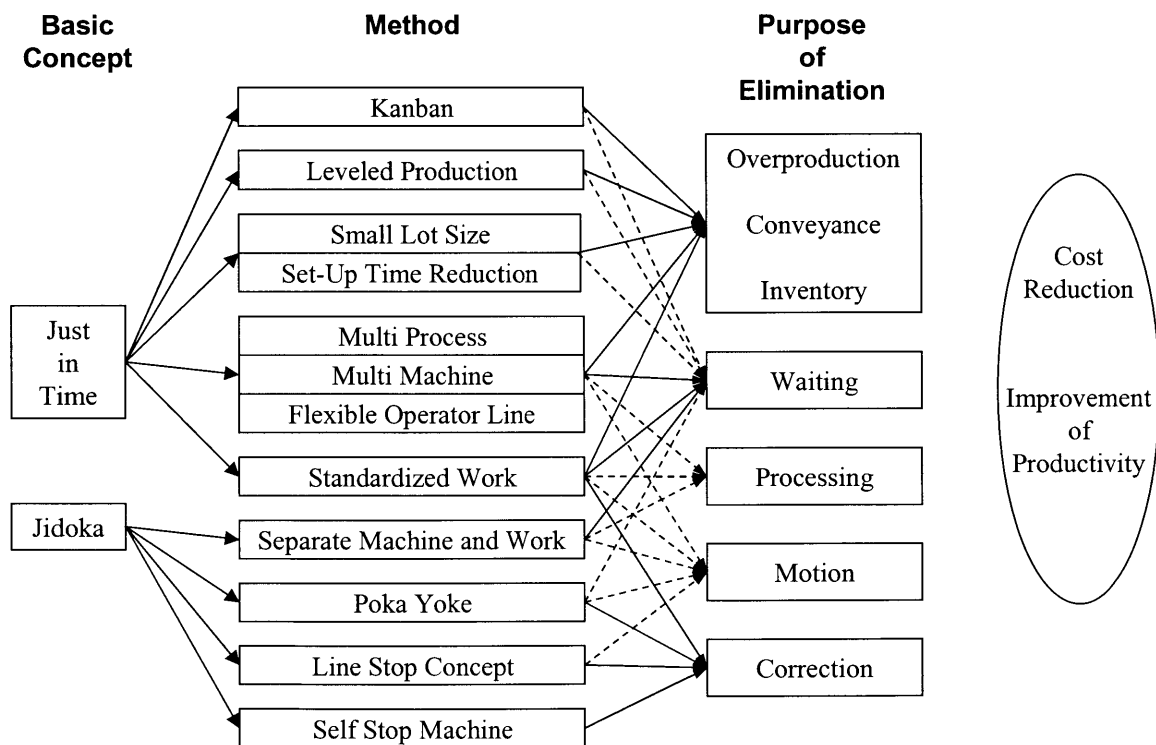 Basic
Concept
Method
Purpose
of
Elimination
Kanban
Leveled Production
Small Lot Size
Set-Up Time Reduction
Multi Process
Multi Machine
Flexible Operator Line
Standardized Work
Separate Machine and Work
Poka Yoke
Line Stop Concept
Self Stop Machine
Just
in
Time
Jidoka
Overproduction
Conveyance
Inventory
Waiting
Processing
Motion
Correction
Cost
Reduction
Improvement
of
Productivity